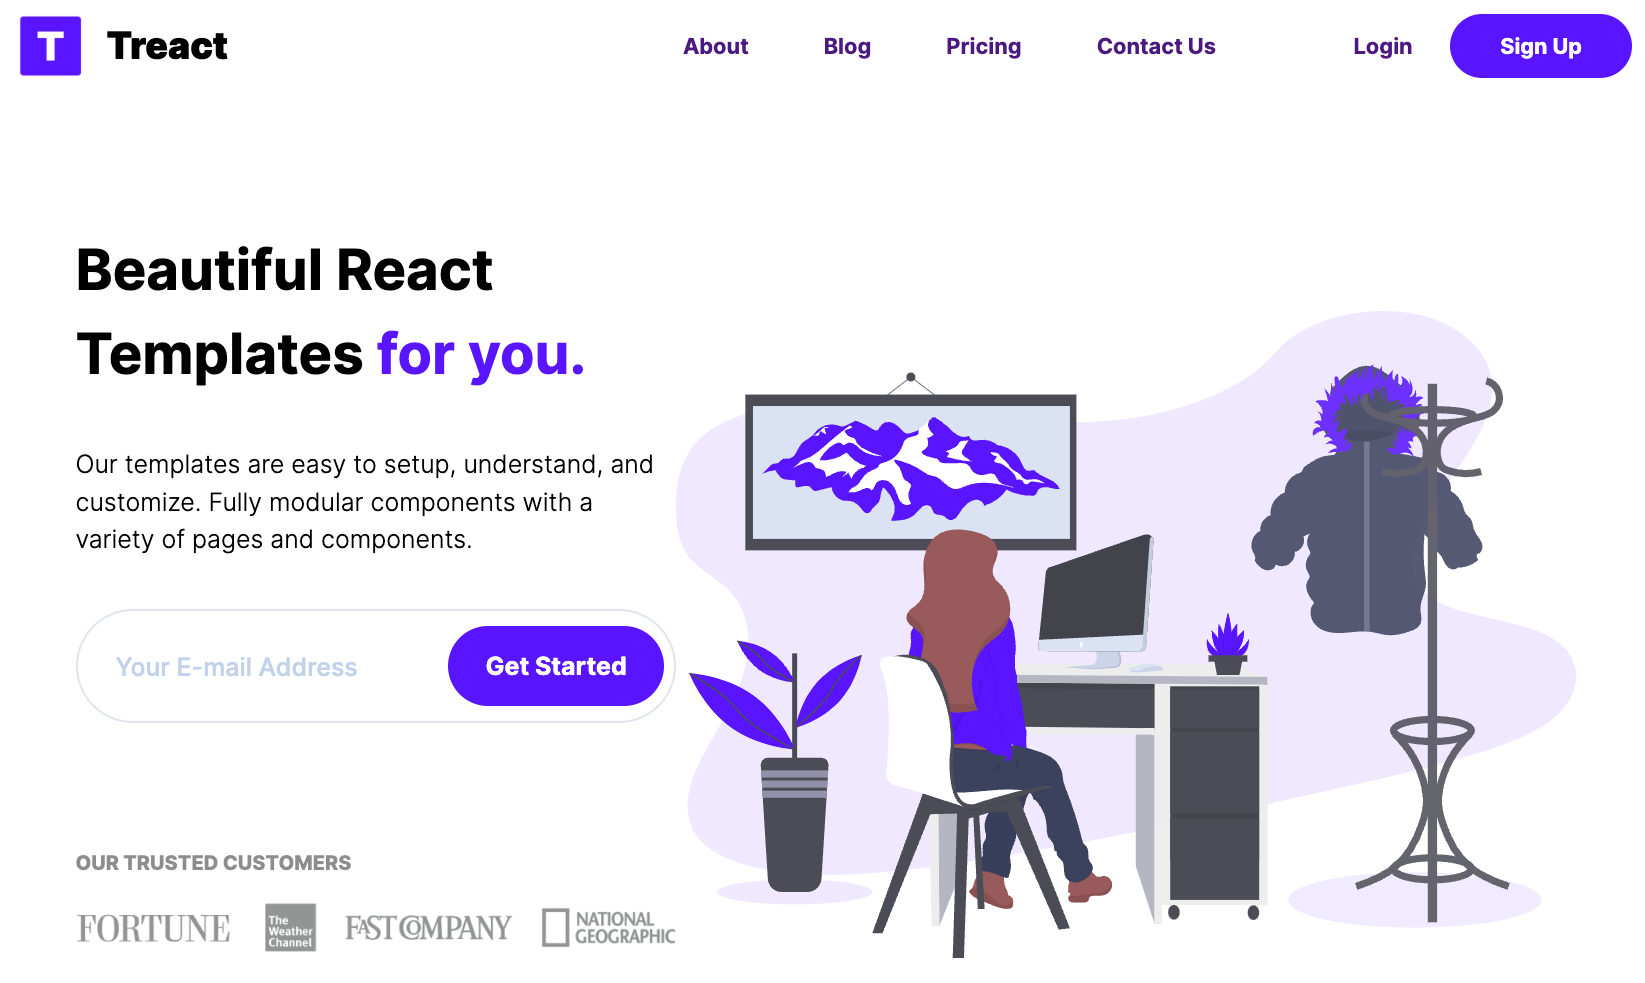 T Treact
About Blog Pricing Contact Us Login Sign Up
Beautiful React
Templates for you.
Our templates are easy to setup, understand, and
customize. Fully modular components with a
variety of pages and components.
Your E-mail Address
Get Started
OUR TRUSTED CUSTOMERS
FORTUNE
The
Weather
Channel
FAST COMPANY
NATIONAL
GEOGRAPHIC